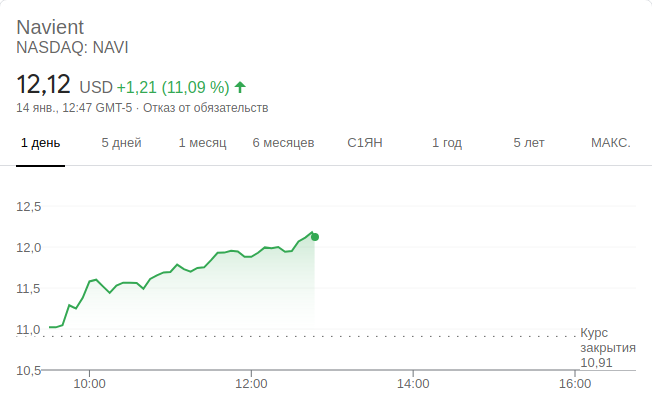 Navient
NASDAQ: NAVI
12,12 USD +1,21 (11,09 %)
14 янв., 12:47 GMT-5 · Отказ от обязательств
1 день 5 дней 1 месяц 6 месяцев С1ЯН 1 год 5 лет МАКС.
12,5
12,0
11,5
11,0
Курс
закрытия
10,91
10,5
10:00 12:00 14:00 16:00